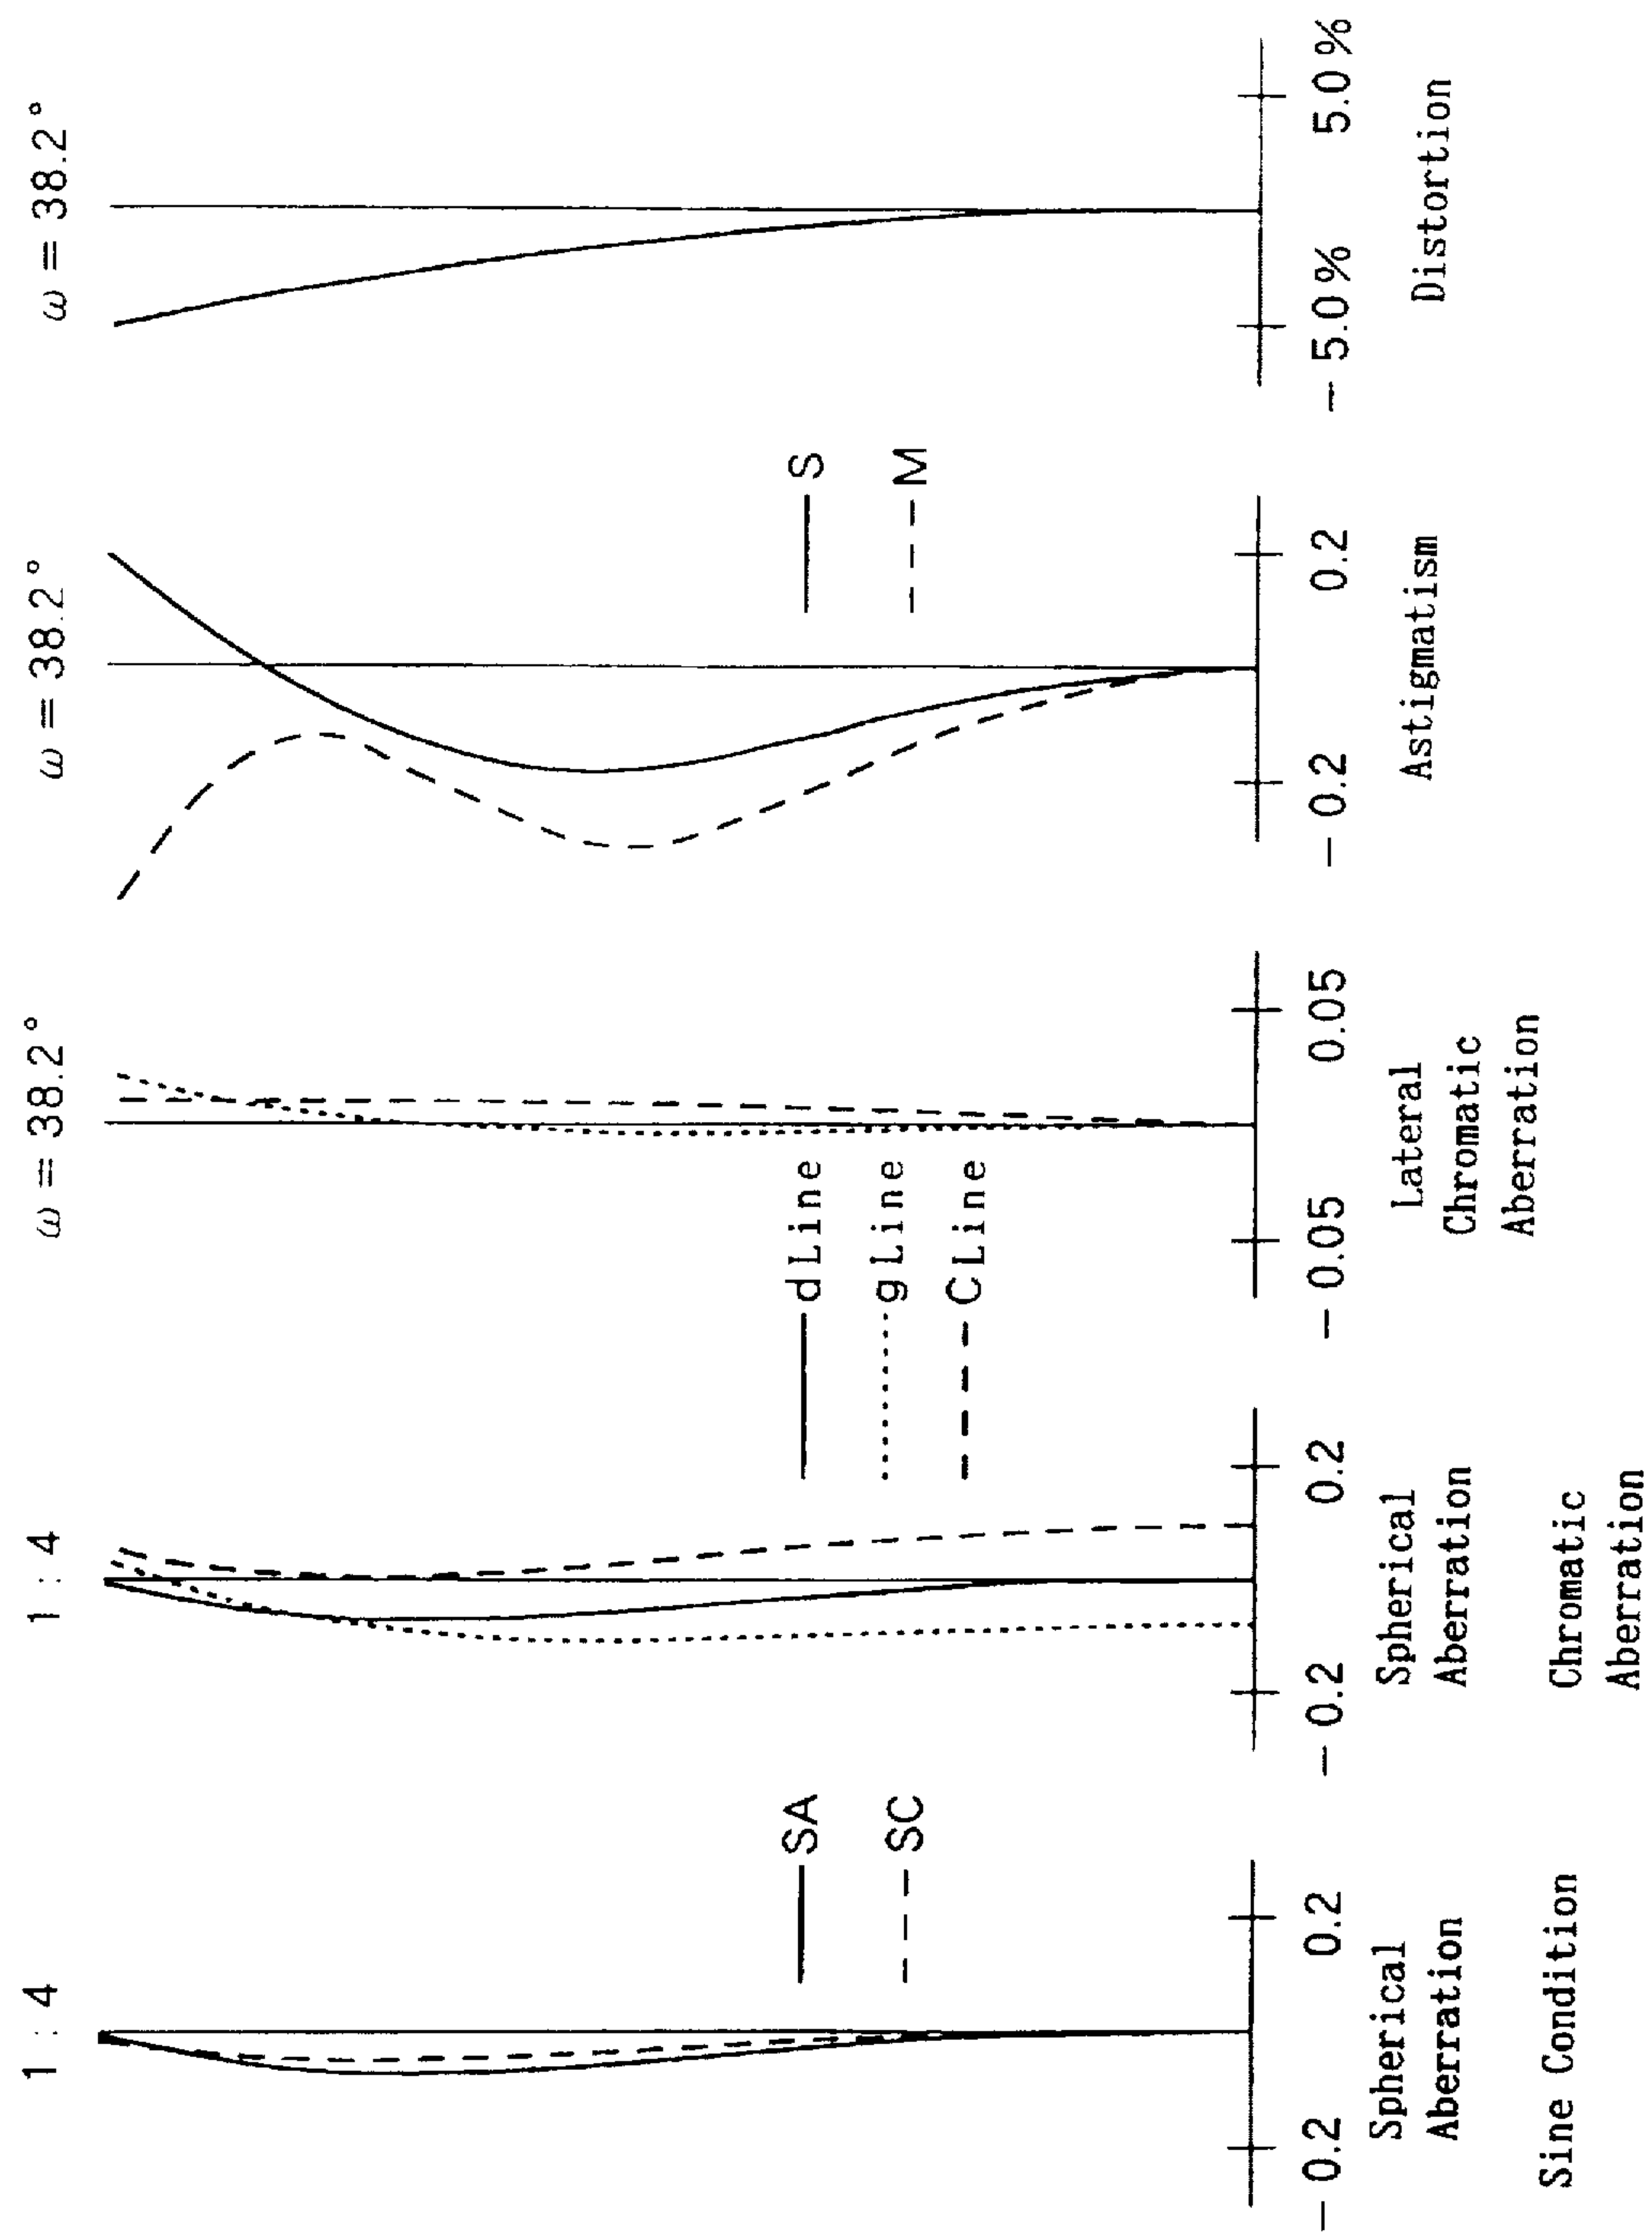 1 : 4
SA
SC
-0.2
0.2
Spherical
Aberration
Sine Condition
1 : 4
dLine
gLine
CLine
-0.2
0.2
Spherical
Aberration
Chromatic
Aberration
ω = 38.2°
-0.05
0.05
Lateral
Chromatic
Aberration
ω = 38.2°
S
M
-0.2
0.2
Astigmatism
ω = 38.2°
-5.0%
5.0%
Distortion